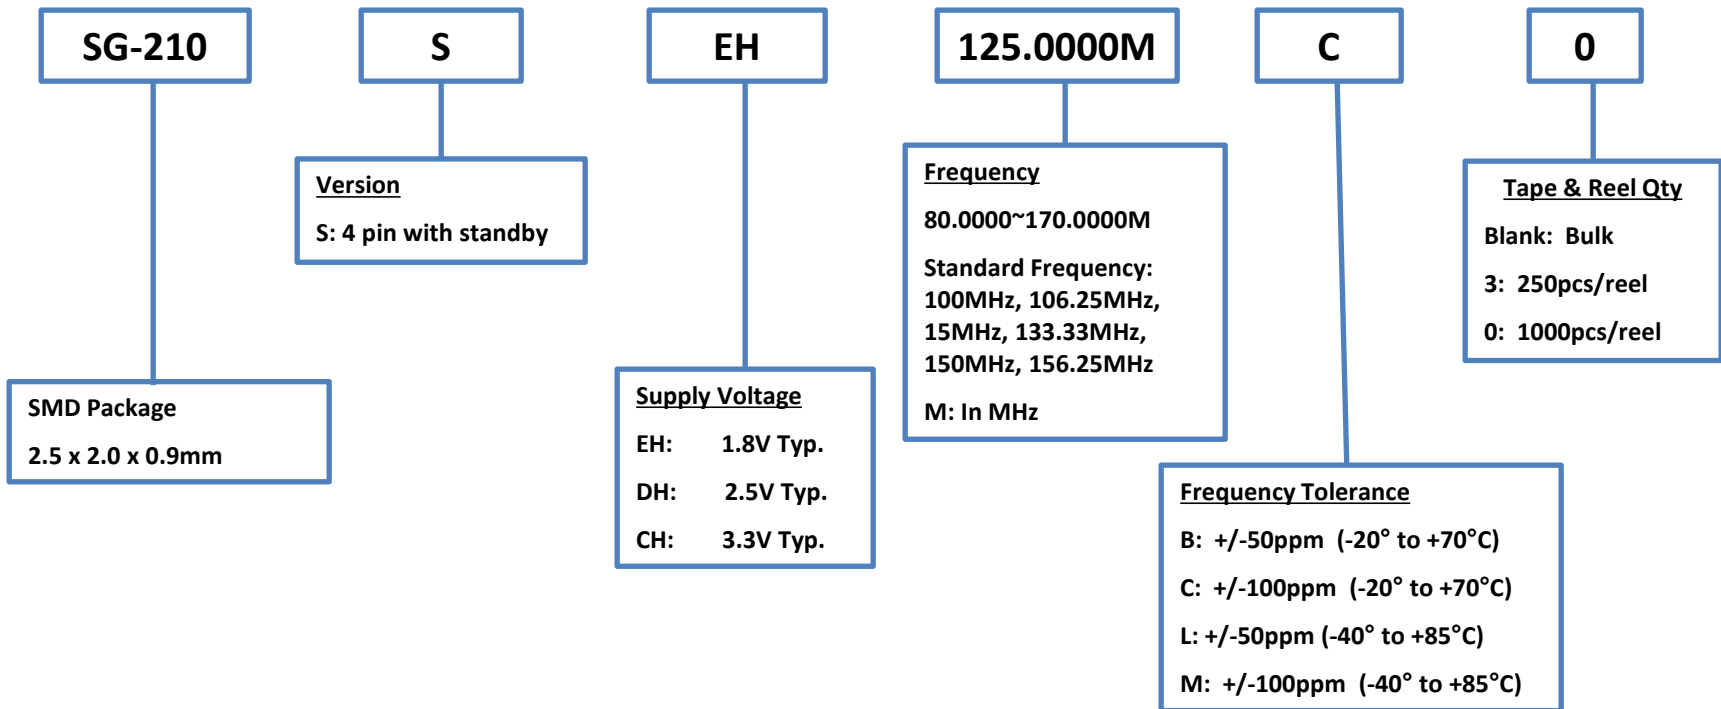 SG-210
S
EH
125.0000M
C
0
Version
S: 4 pin with standby
Frequency
80.0000~170.0000M
Standard Frequency:
100MHz, 106.25MHz,
15MHz, 133.33MHz,
150MHz, 156.25MHz
M: In MHz
Tape & Reel Qty
Blank: Bulk
3: 250pcs/reel
0: 1000pcs/reel
SMD Package
2.5 x 2.0 x 0.9mm
Supply Voltage
EH: 1.8V Typ.
DH: 2.5V Typ.
CH: 3.3V Typ.
Frequency Tolerance
B: +/-50ppm (-20° to +70°C)
C: +/-100ppm (-20° to +70°C)
L: +/-50ppm (-40° to +85°C)
M: +/-100ppm (-40° to +85°C)